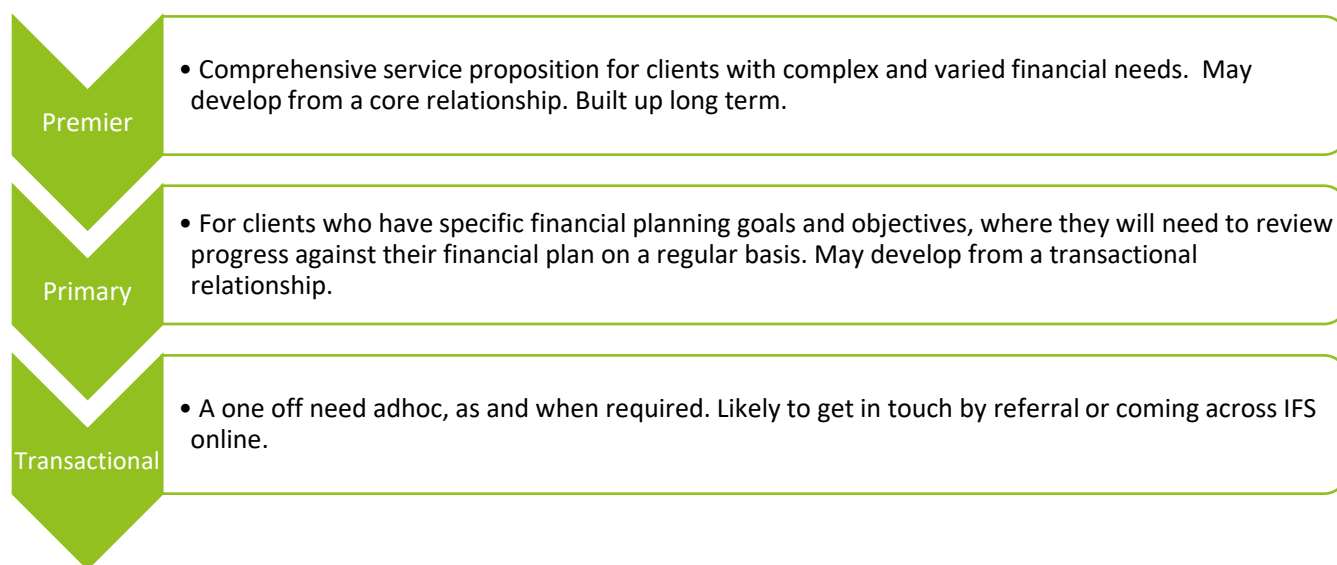 Premier
• Comprehensive service proposition for clients with complex and varied financial needs.  May
develop from a core relationship. Built up long term.
Primary
• For clients who have specific financial planning goals and objectives, where they will need to review
progress against their financial plan on a regular basis. May develop from a transactional
relationship.
Transactional
• A one off need adhoc, as and when required. Likely to get in touch by referral or coming across IFS
online.